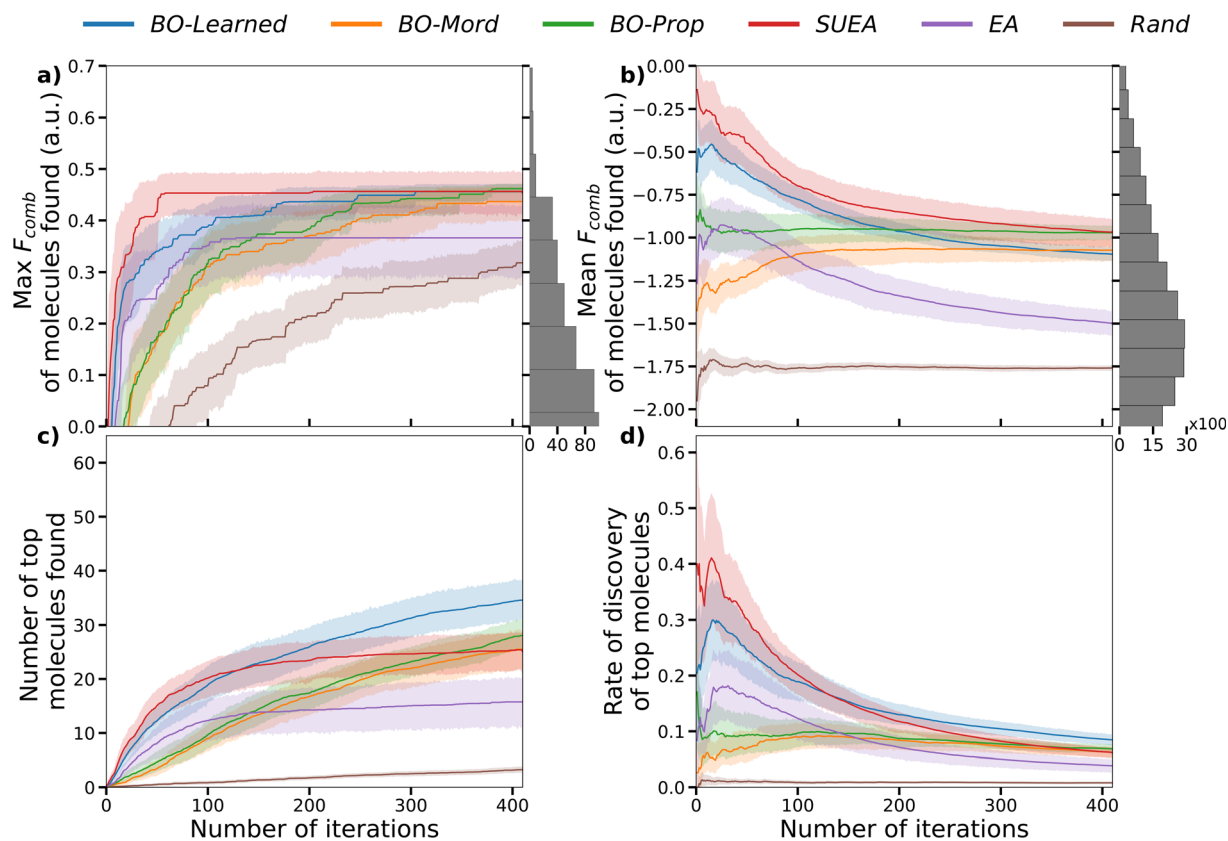 BO-Learned BO-Mord BO-Prop SUEA EA Rand
a)
Max F_comb
of molecules found (a.u.)
0.7
0.6
0.5
0.4
0.3
0.2
0.1
0.0
0 40 80
b)
Mean F_comb
of molecules found (a.u.)
0.00
−0.25
−0.50
−0.75
−1.00
−1.25
−1.50
−1.75
−2.00
0 15 30
x100
c)
Number of top
molecules found
60
50
40
30
20
10
0
0 100 200 300 400
Number of iterations
d)
Rate of discovery
of top molecules
0.6
0.5
0.4
0.3
0.2
0.1
0.0
0 100 200 300 400
Number of iterations